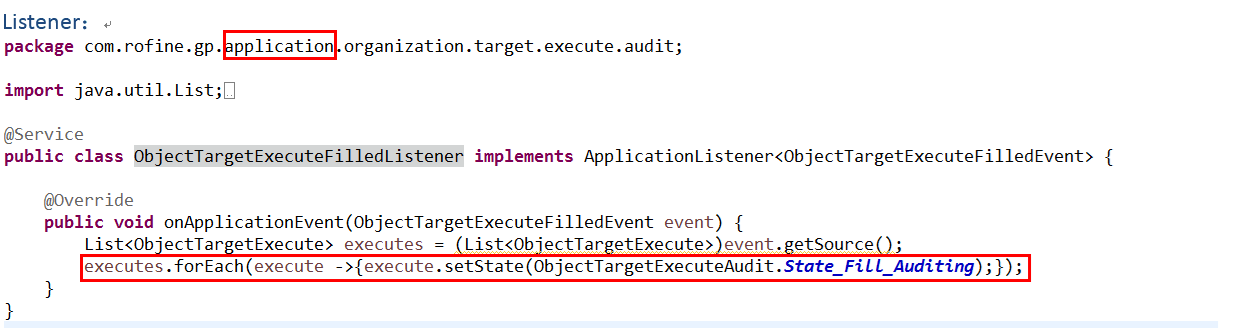 Listener：
package com.rofine.gp.application.organization.target.execute.audit;
import java.util.List;
@Service
public class ObjectTargetExecuteFilledListener implements ApplicationListener<ObjectTargetExecuteFilledEvent> {
@Override
public void onApplicationEvent(ObjectTargetExecuteFilledEvent event) {
List<ObjectTargetExecute> executes = (List<ObjectTargetExecute>)event.getSource();
executes.forEach(execute ->{execute.setState(ObjectTargetExecuteAudit.State_Fill_Auditing);});
}
}